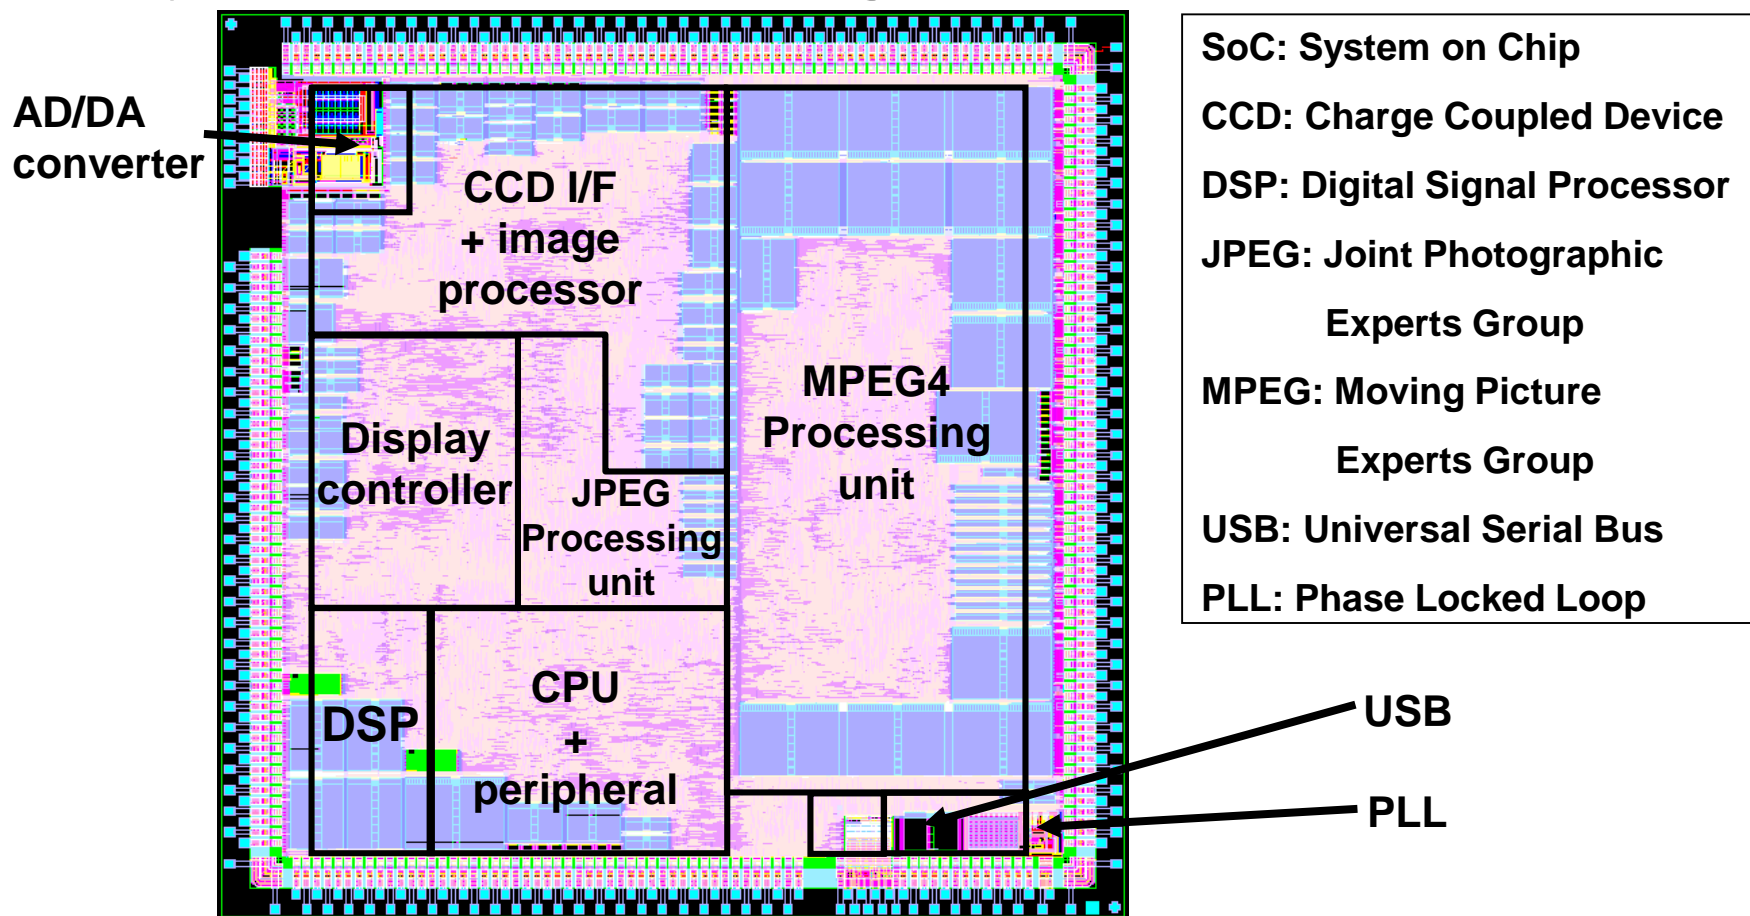 AD/DA
converter
CCD I/F
+ image
processor
Display
controller
JPEG
Processing
unit
MPEG4
Processing
unit
DSP
CPU
+
peripheral
SoC: System on Chip
CCD: Charge Coupled Device
DSP: Digital Signal Processor
JPEG: Joint Photographic
Experts Group
MPEG: Moving Picture
Experts Group
USB: Universal Serial Bus
PLL: Phase Locked Loop
USB
PLL